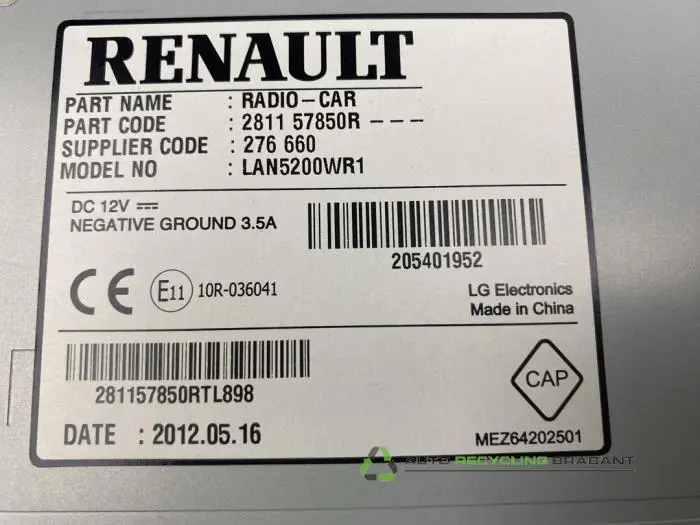 RENAULT
PART NAME : RADIO-CAR
PART CODE : 2811 57850R ---
SUPPLIER CODE : 276 660
MODEL NO : LAN5200WR1
DC 12V
NEGATIVE GROUND 3.5A
205401952
CE E11 10R-036041
LG Electronics
Made in China
281157850RTL898
CAP
DATE : 2012.05.16
MEZ64202501
AUTO RECYCLING BRABANT